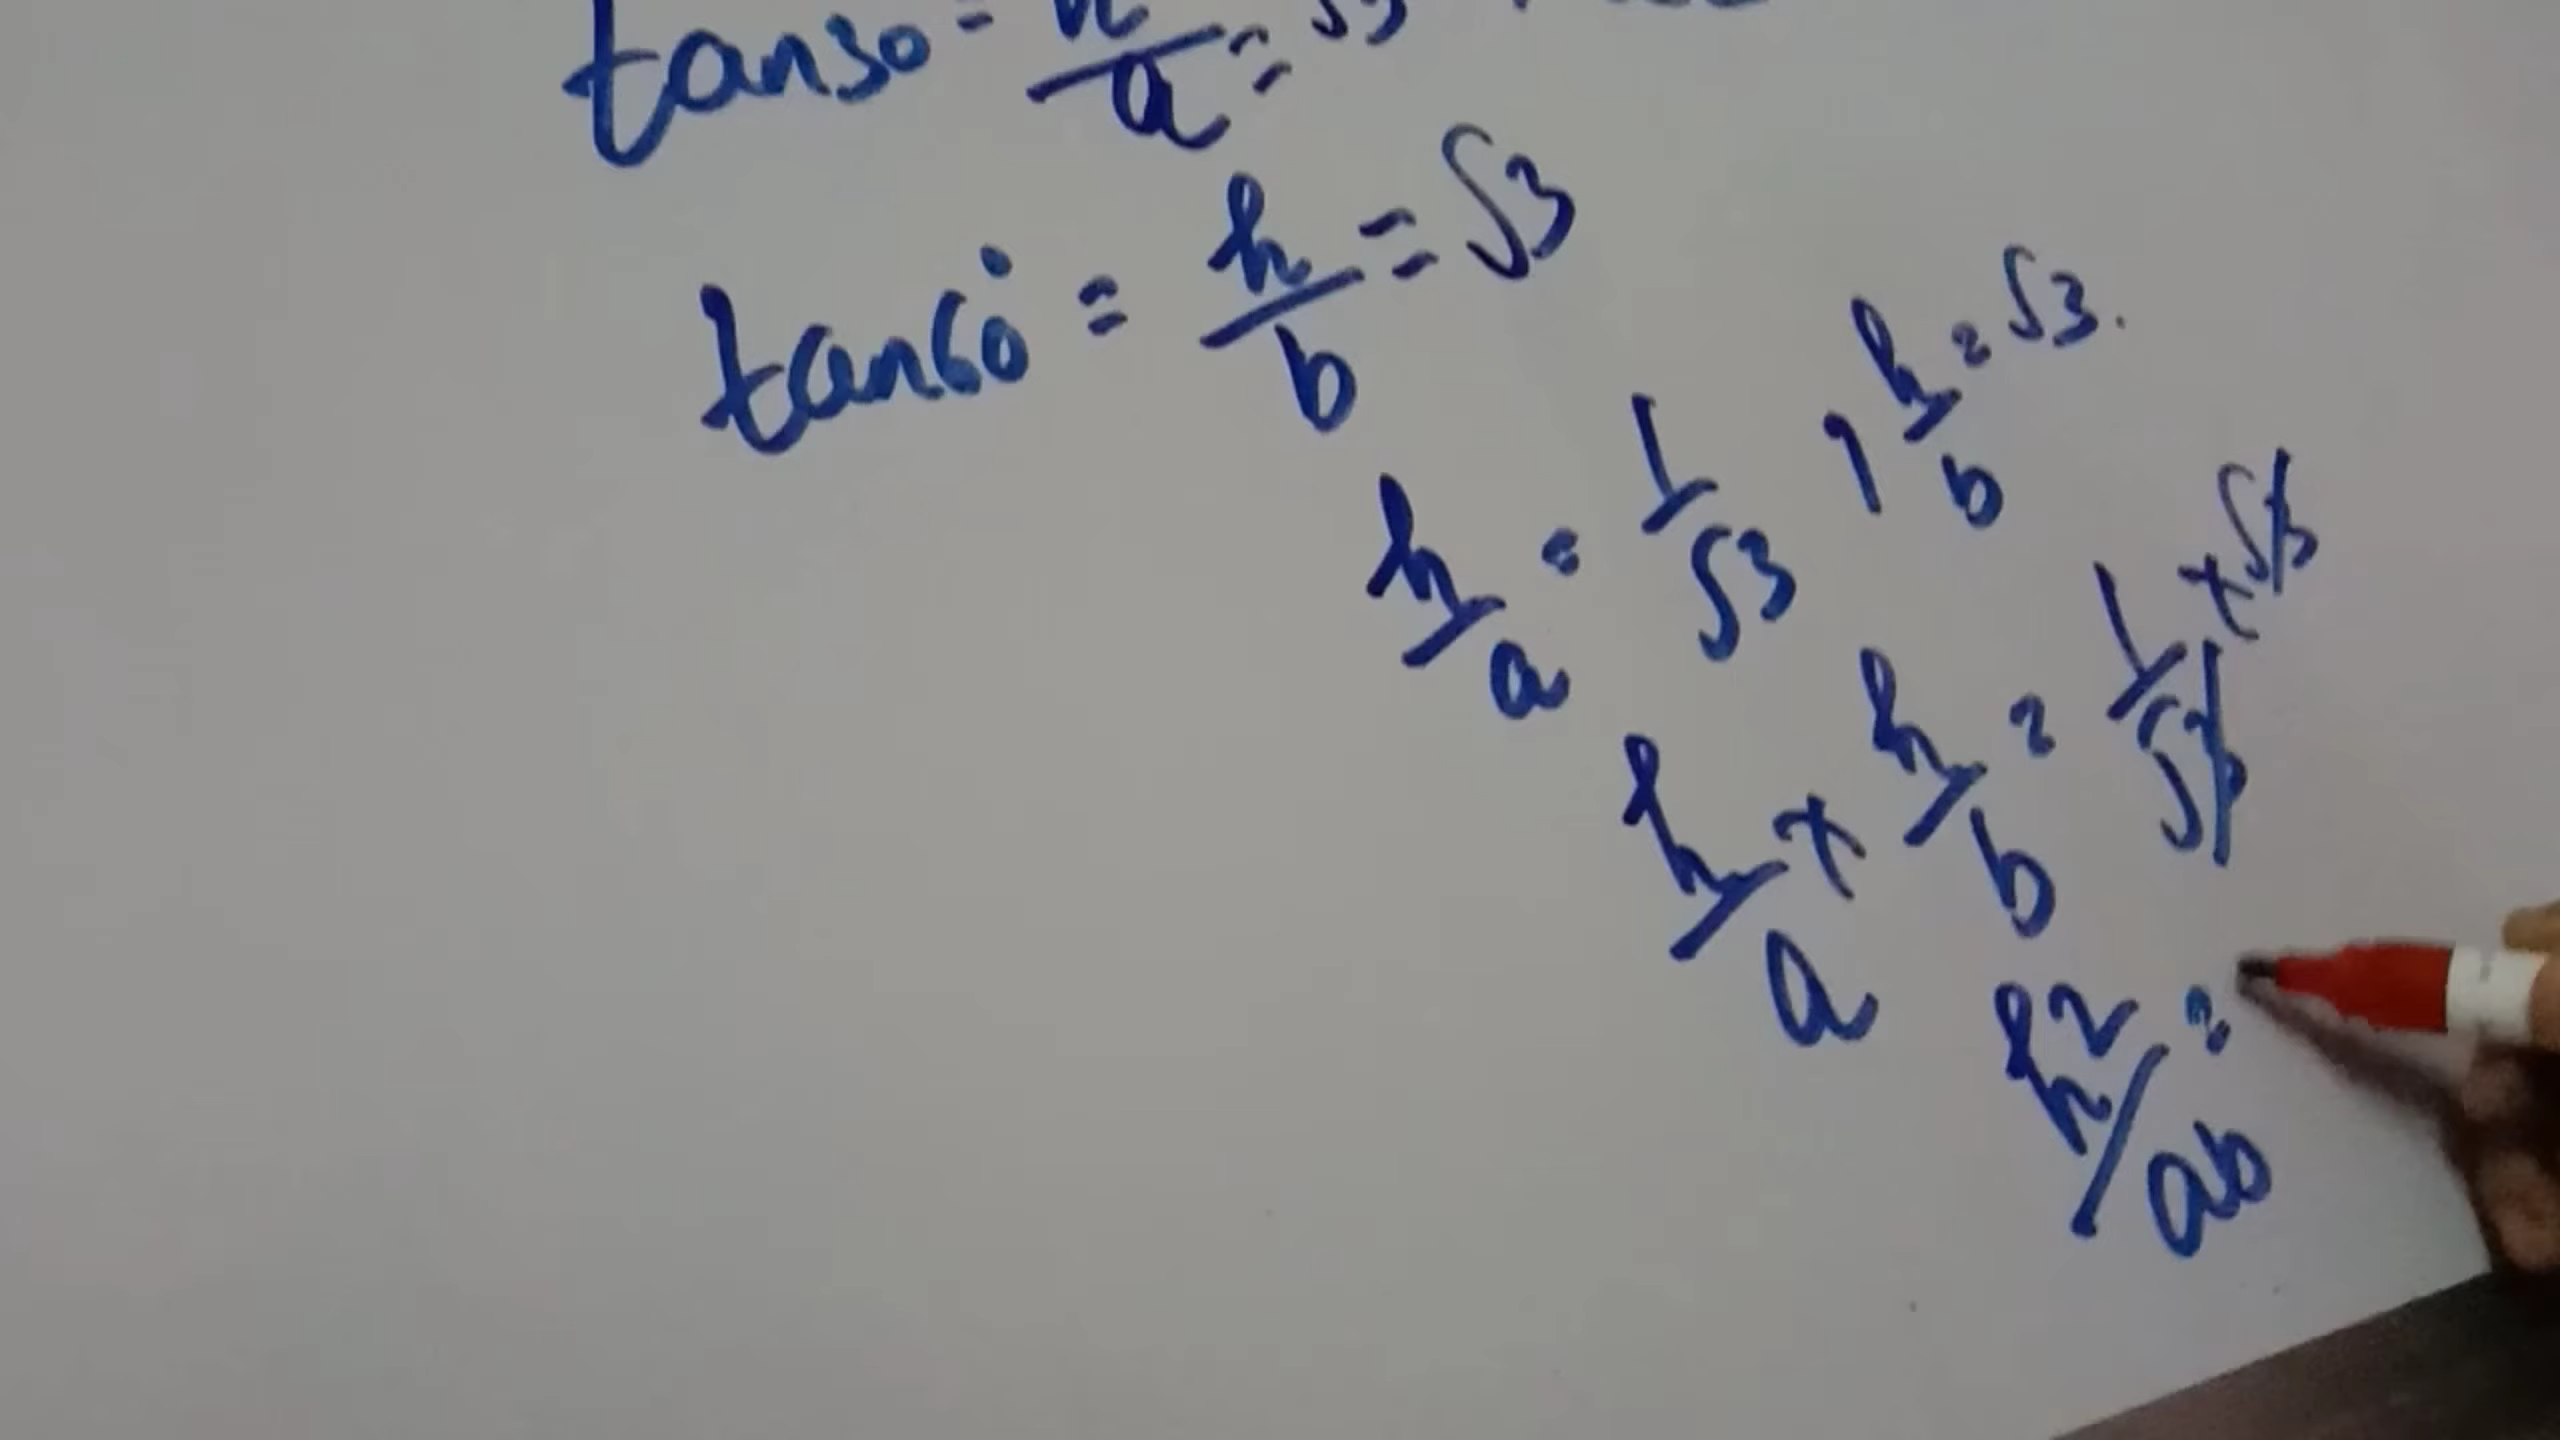 tan30 = h/a = √3
tan60° = h/b = √3
h/a = 1/√3 , h/b = √3.
h/a × h/b = 1/√3 × √3
h²/ab =